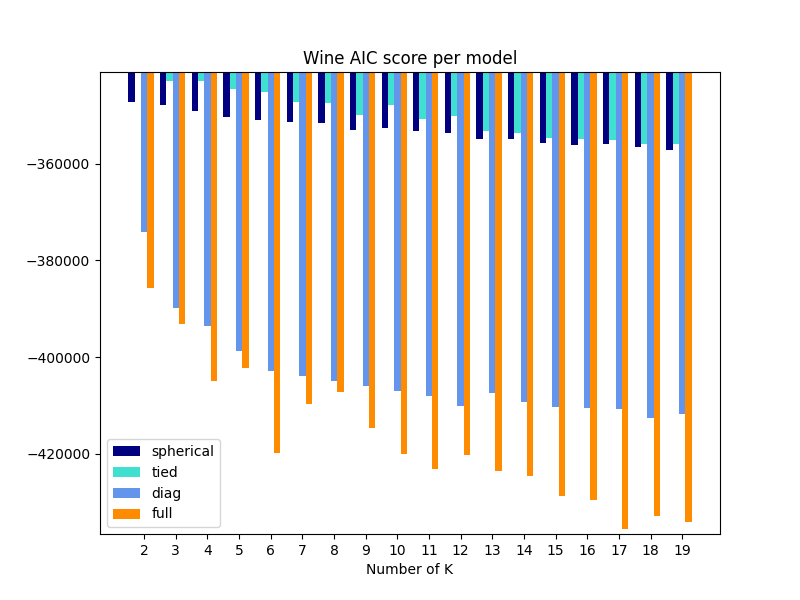 Wine AIC score per model
−360000
−380000
−400000
−420000
spherical
tied
diag
full
2 3 4 5 6 7 8 9 10 11 12 13 14 15 16 17 18 19
Number of K